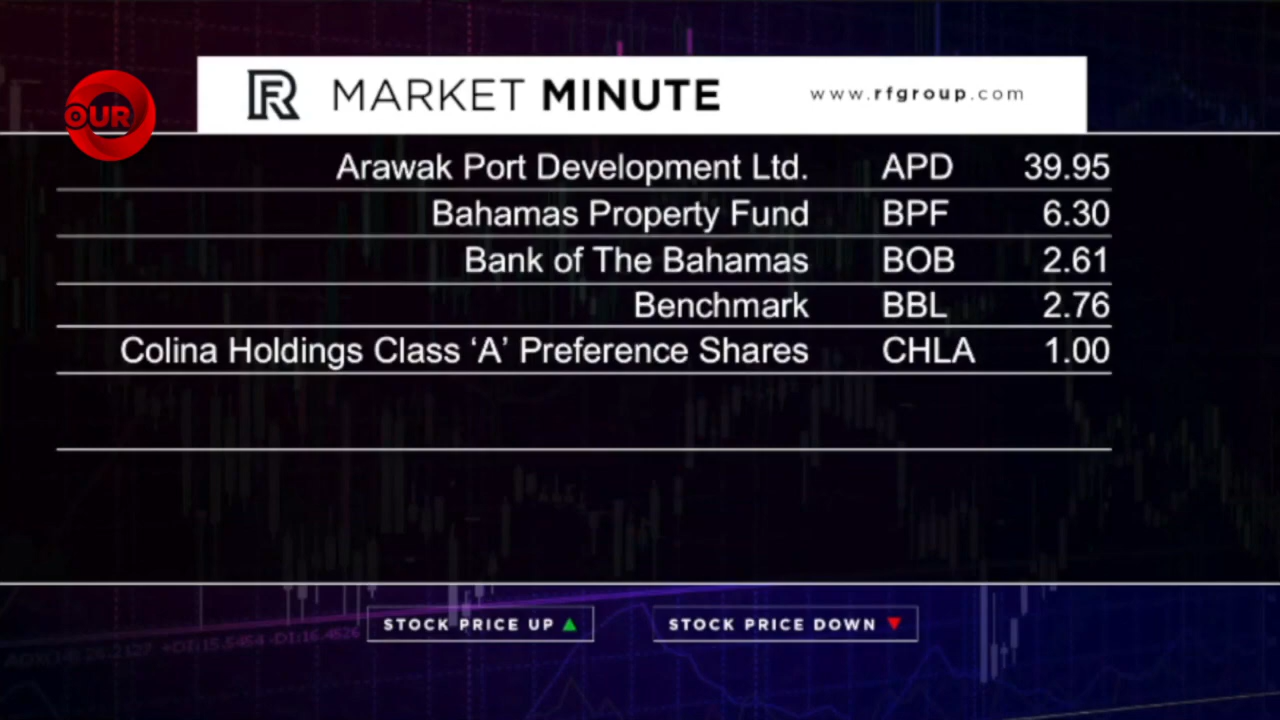 OUR
R MARKET MINUTE www.rfgroup.com
Arawak Port Development Ltd. APD 39.95
Bahamas Property Fund BPF 6.30
Bank of The Bahamas BOB 2.61
Benchmark BBL 2.76
Colina Holdings Class ‘A’ Preference Shares CHLA 1.00
STOCK PRICE UP ▲ STOCK PRICE DOWN ▼